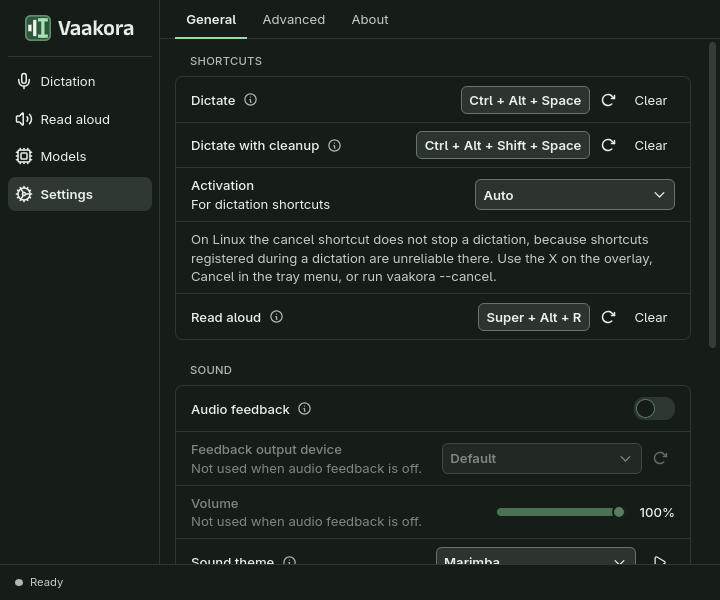 Vaakora
General Advanced About
Dictation
Read aloud
Models
Settings
SHORTCUTS
Dictate Ctrl + Alt + Space Clear
Dictate with cleanup Ctrl + Alt + Shift + Space Clear
Activation
For dictation shortcuts
Auto
On Linux the cancel shortcut does not stop a dictation, because shortcuts
registered during a dictation are unreliable there. Use the X on the overlay,
Cancel in the tray menu, or run vaakora --cancel.
Read aloud Super + Alt + R Clear
SOUND
Audio feedback
Feedback output device
Not used when audio feedback is off.
Default
Volume
Not used when audio feedback is off.
100%
Sound theme Marimba
Ready